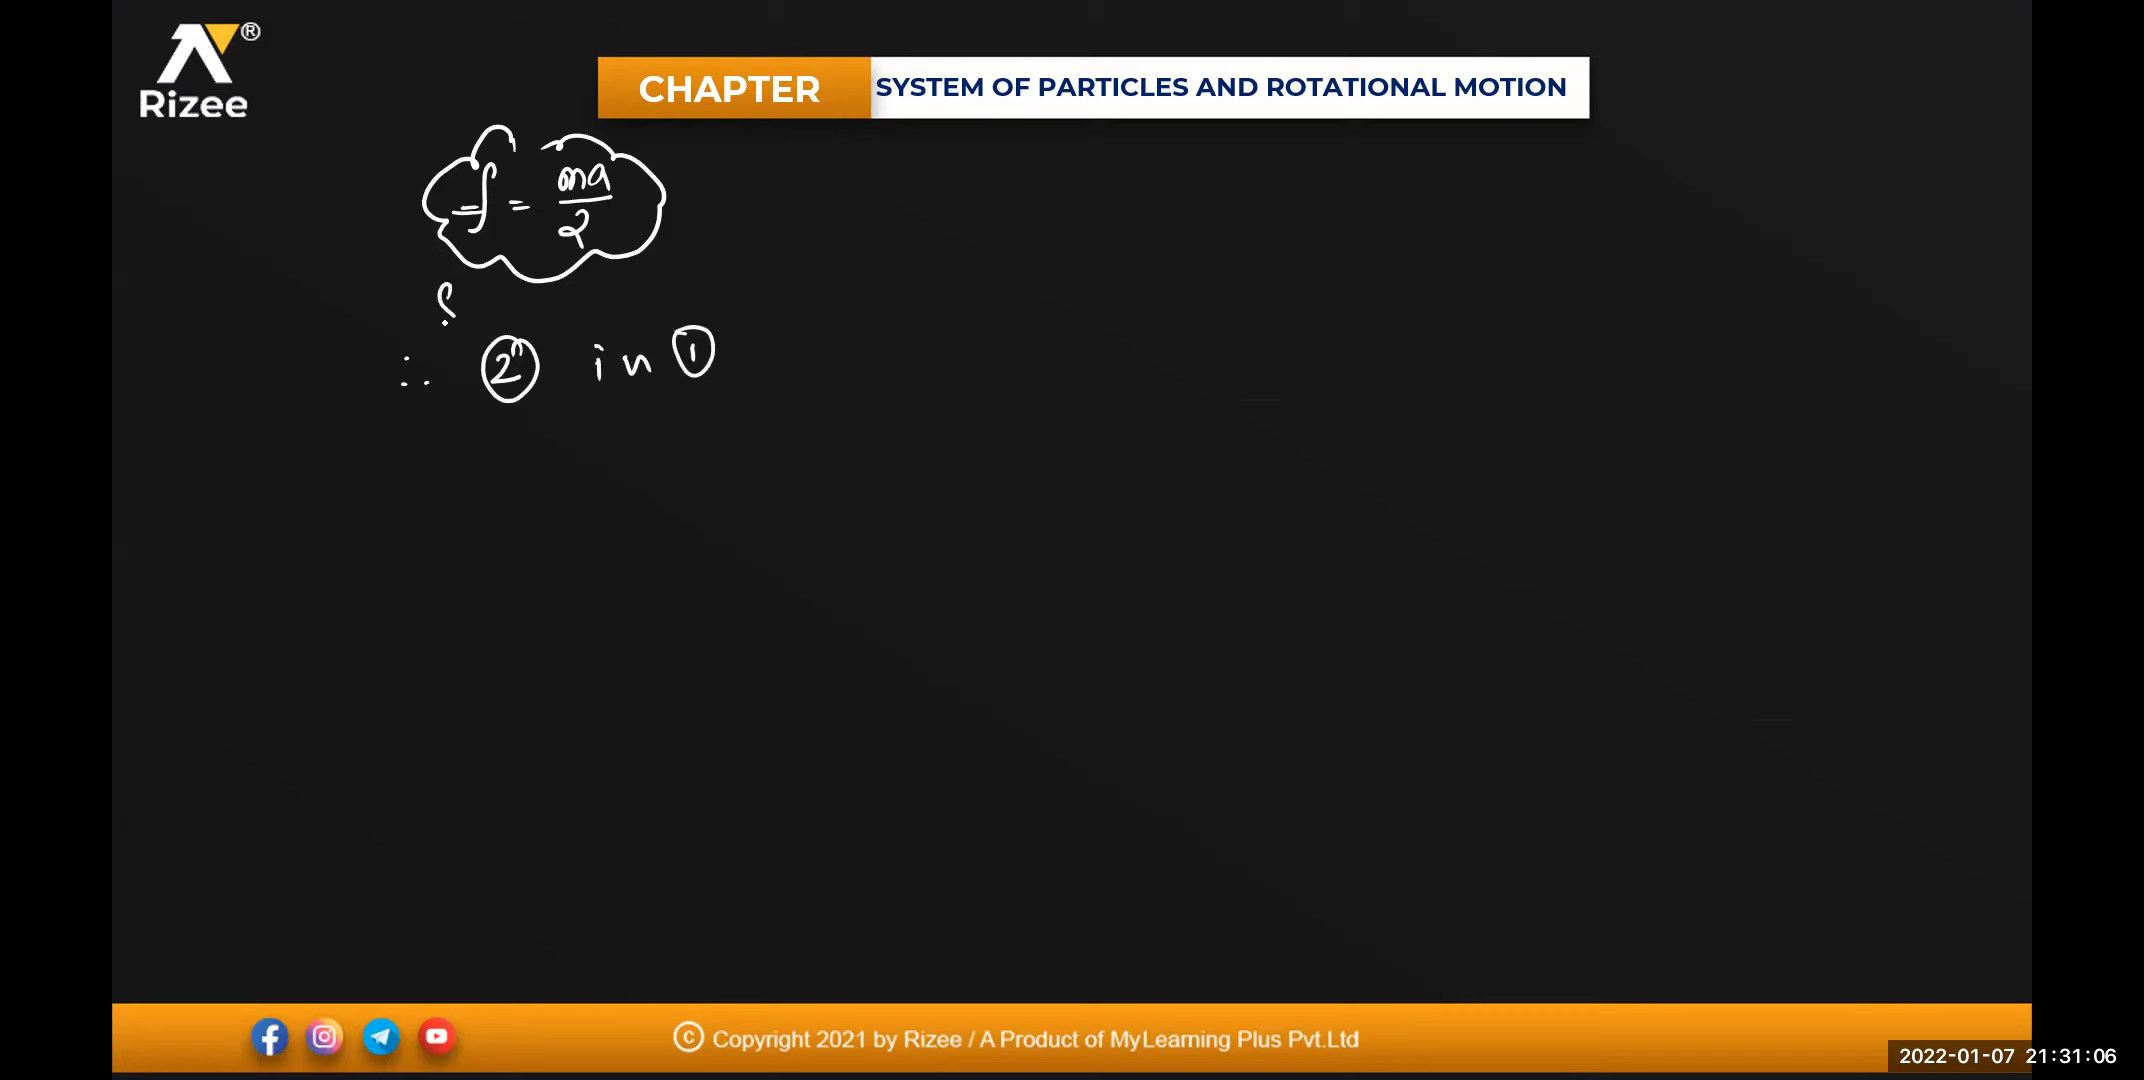 Rizee ®
CHAPTER SYSTEM OF PARTICLES AND ROTATIONAL MOTION
f = ma/2
∴ 2 in 1
© Copyright 2021 by Rizee / A Product of MyLearning Plus Pvt.Ltd
2022-01-07 21:31:06